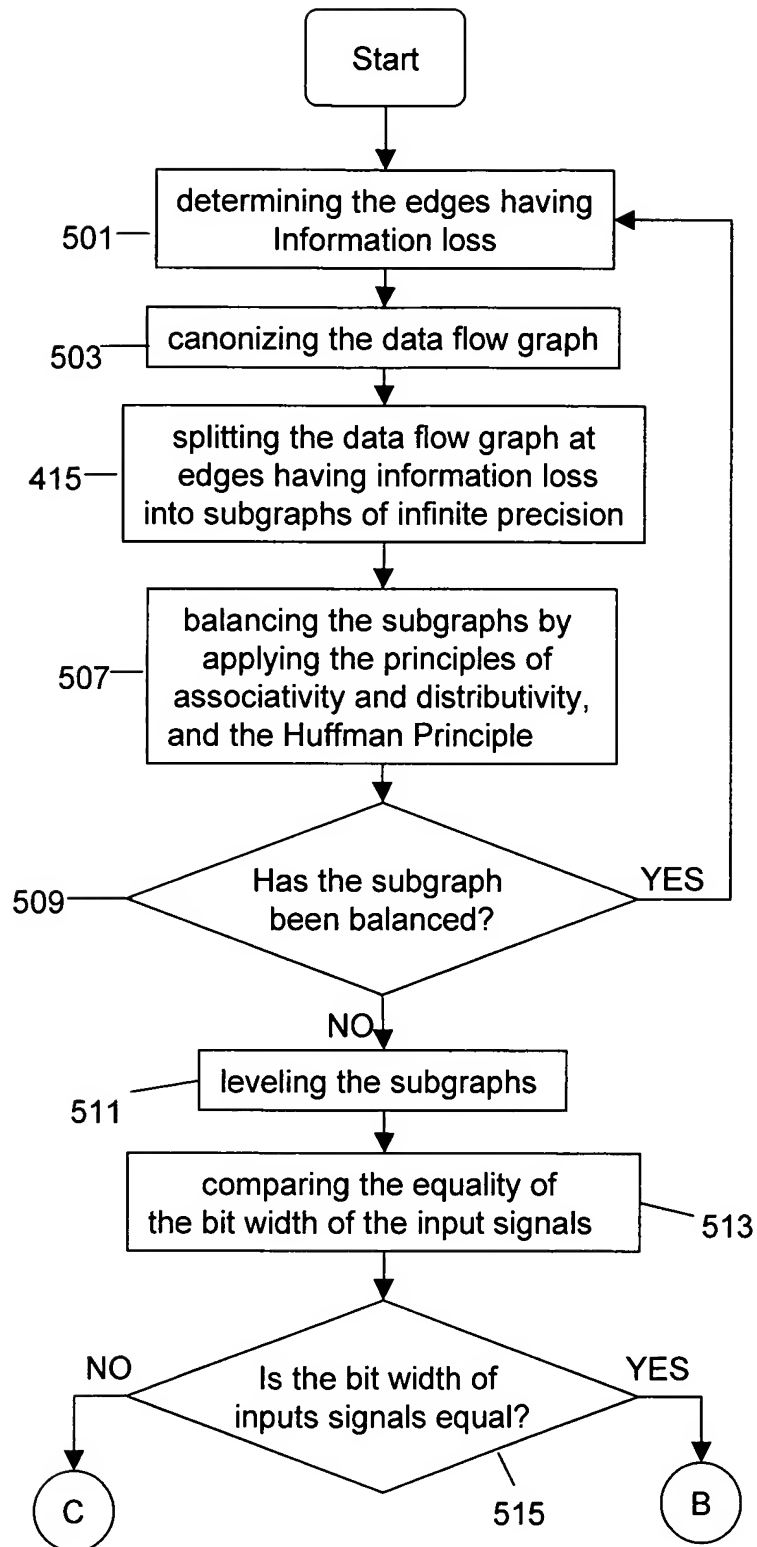 Start
determining the edges having
Information loss
501
canonizing the data flow graph
503
splitting the data flow graph at
edges having information loss
into subgraphs of infinite precision
415
balancing the subgraphs by
applying the principles of
associativity and distributivity,
and the Huffman Principle
507
Has the subgraph
been balanced?
509
YES
NO
leveling the subgraphs
511
comparing the equality of
the bit width of the input signals
513
NO
Is the bit width of
inputs signals equal?
YES
515
C
B